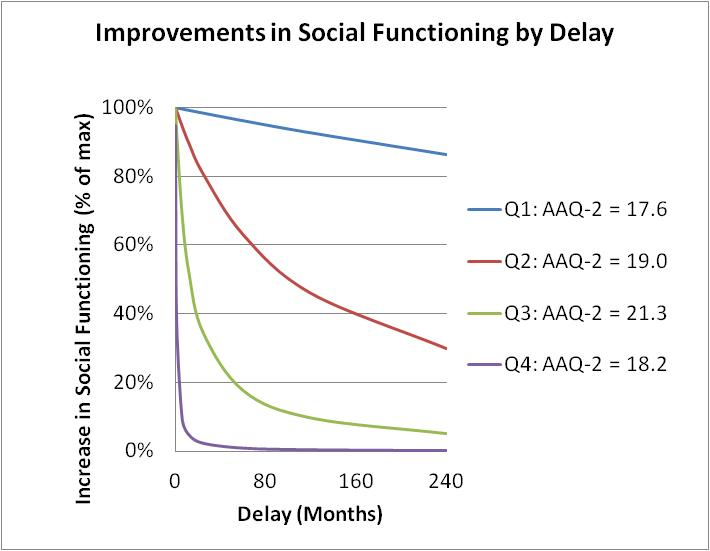 Improvements in Social Functioning by Delay
Increase in Social Functioning (% of max)
100%
80%
60%
40%
20%
0%
0 80 160 240
Delay (Months)
Q1: AAQ-2 = 17.6
Q2: AAQ-2 = 19.0
Q3: AAQ-2 = 21.3
Q4: AAQ-2 = 18.2